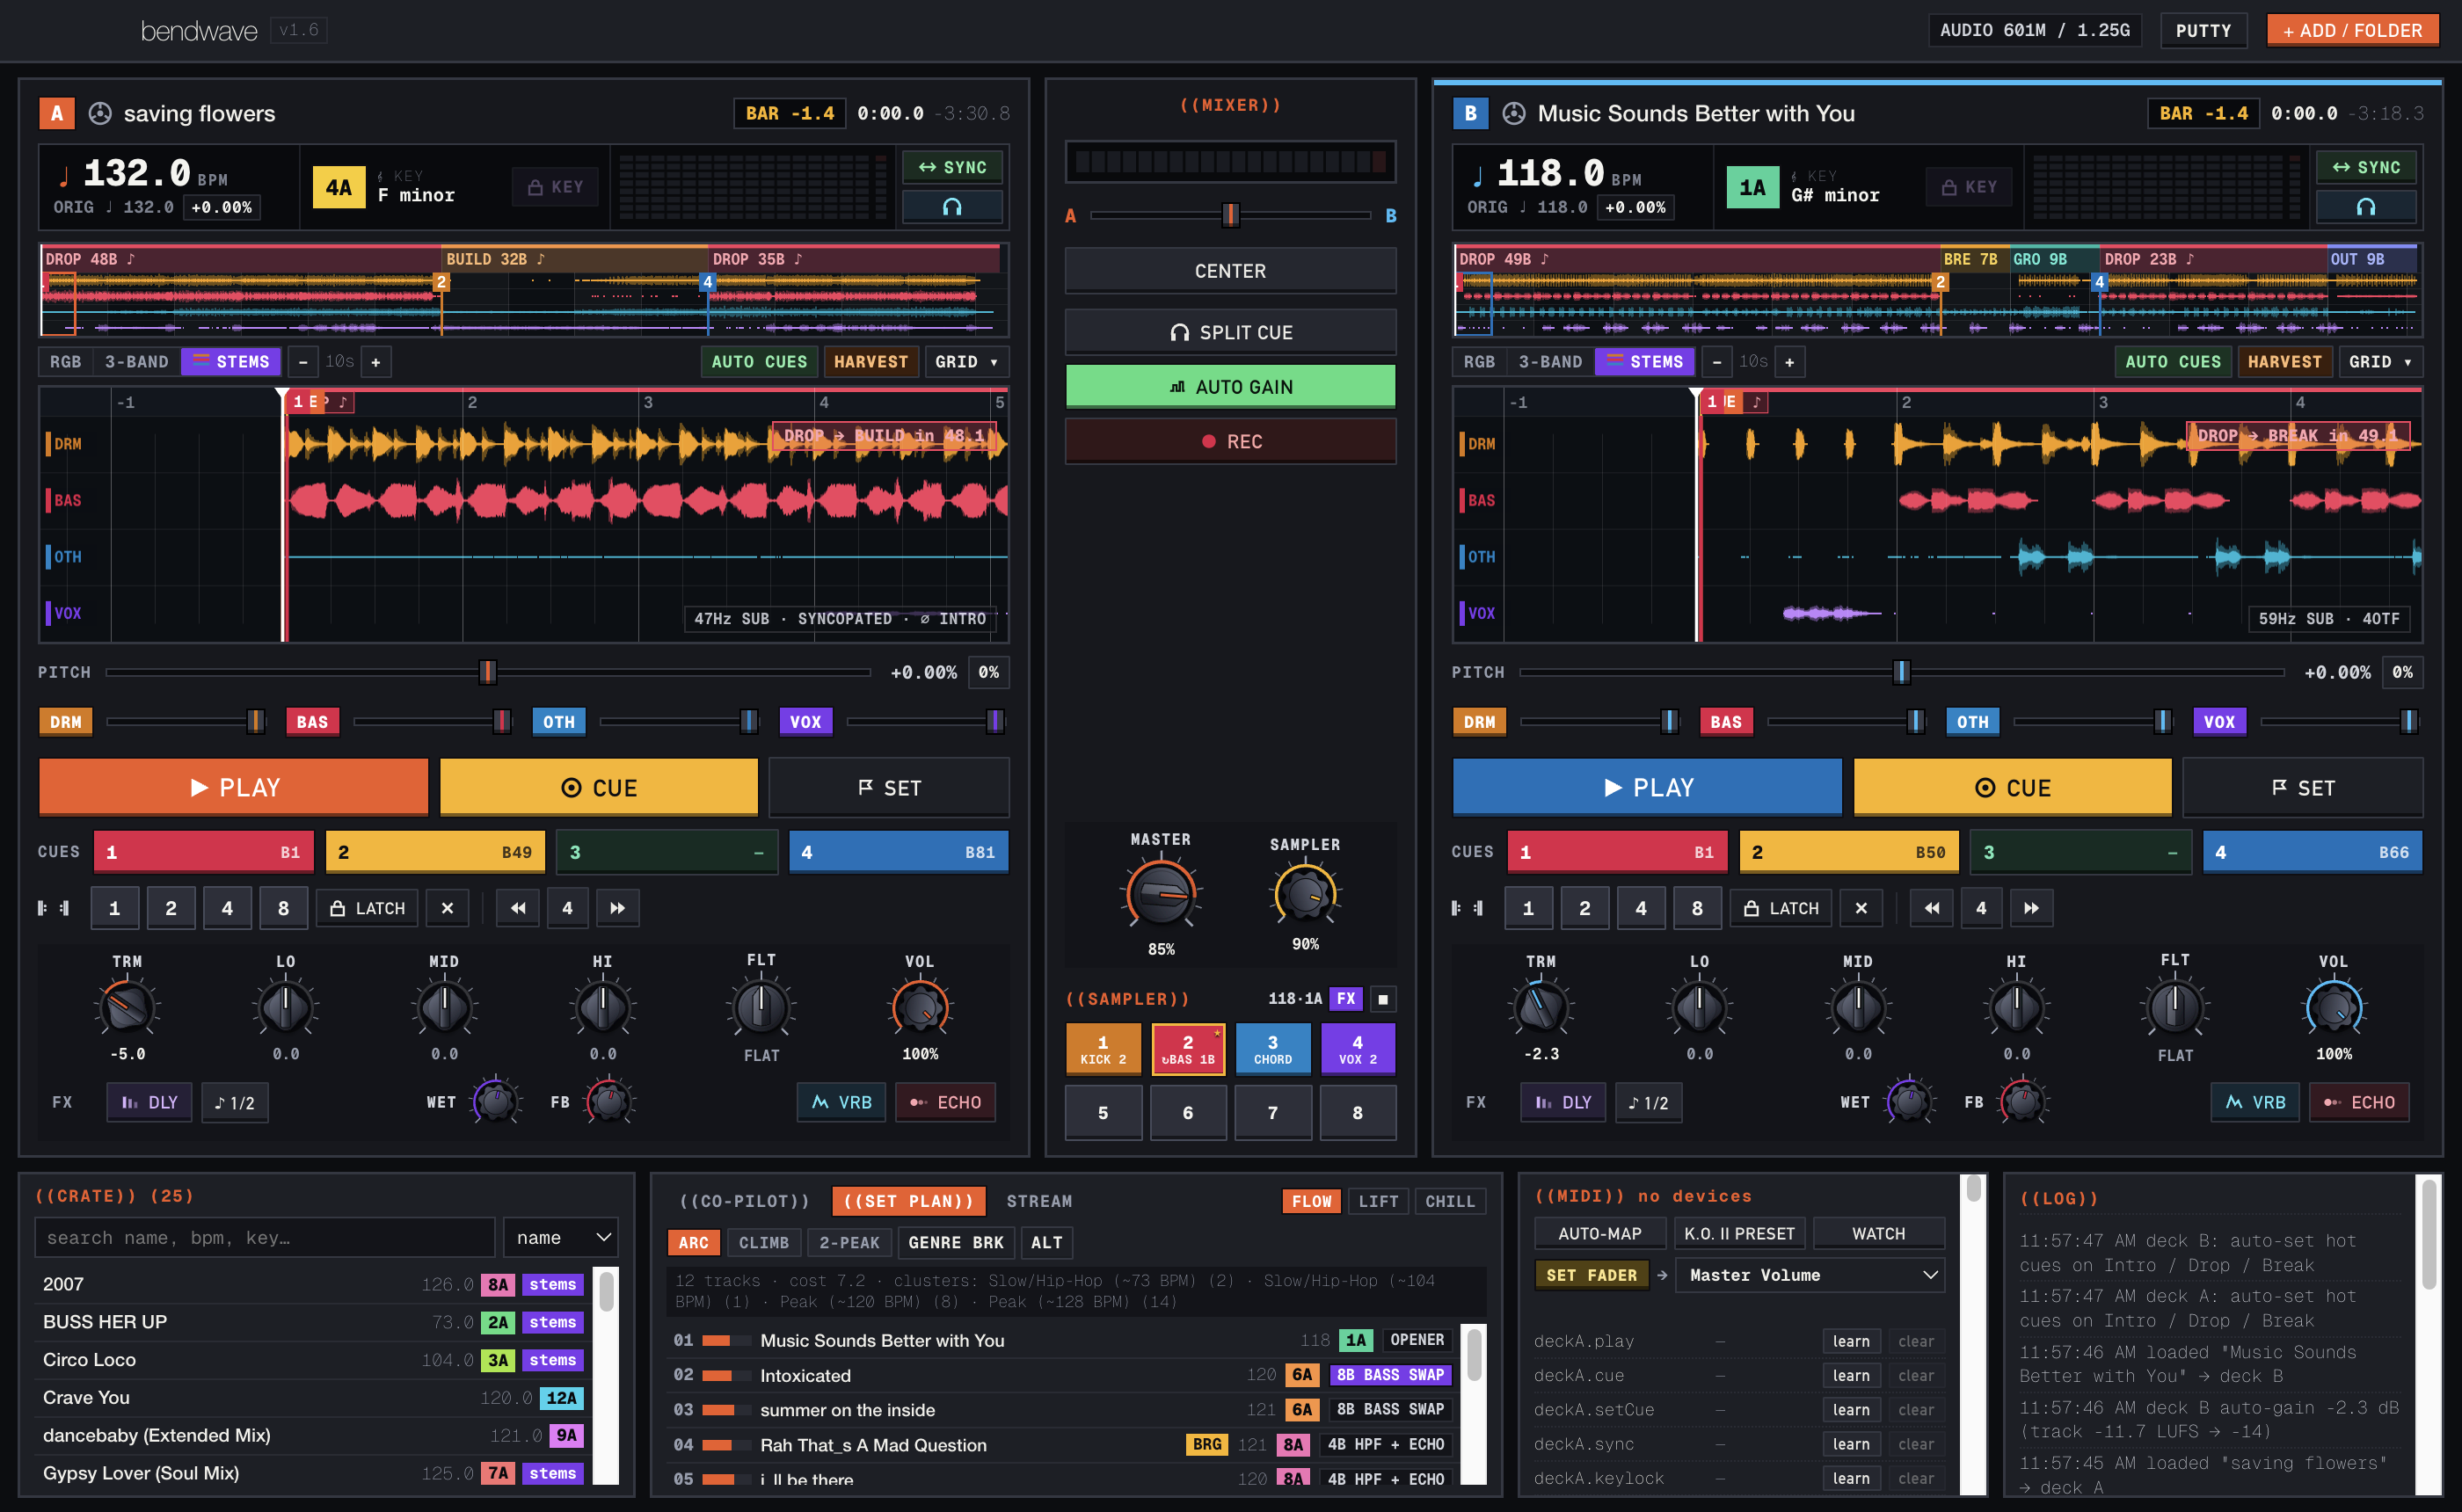 bendwave v1.6 AUDIO 601M / 1.25G PUTTY + ADD / FOLDER
A saving flowers BAR -1.4 0:00.0 -3:30.8
132.0 BPM
ORIG ♩ 132.0 +0.00%
4A KEY
F minor
KEY
SYNC
DROP 48B ♪ BUILD 32B ♪ DROP 35B ♪
2 4
RGB 3-BAND STEMS − 10s + AUTO CUES HARVEST GRID ▾
-1 1 2 3 4 5
DRM DROP → BUILD in 48.1
BAS
OTH
VOX 47Hz SUB · SYNCOPATED · ∅ INTRO
PITCH +0.00% 0%
DRM BAS OTH VOX
▶ PLAY CUE SET
CUES 1 B1 2 B49 3 − 4 B81
1 2 4 8 LATCH ✕ 4
TRM LO MID HI FLT VOL
-5.0 0.0 0.0 0.0 FLAT 100%
FX DLY ♪ 1/2 WET FB VRB ECHO
((MIXER))
A B
CENTER
SPLIT CUE
AUTO GAIN
REC
MASTER SAMPLER
85% 90%
((SAMPLER)) 118·1A FX ■
1 2 3 4
KICK 2 ↻BAS 1B CHORD VOX 2
5 6 7 8
B Music Sounds Better with You BAR -1.4 0:00.0 -3:18.3
118.0 BPM
ORIG ♩ 118.0 +0.00%
1A KEY
G# minor
KEY
SYNC
DROP 49B ♪ BRE 7B GRO 9B DROP 23B ♪ OUT 9B
2 4
RGB 3-BAND STEMS − 10s + AUTO CUES HARVEST GRID ▾
-1 1 2 3 4
DRM DROP → BREAK in 49.1
BAS
OTH
VOX 59Hz SUB · 4OTF
PITCH +0.00% 0%
DRM BAS OTH VOX
▶ PLAY CUE SET
CUES 1 B1 2 B50 3 − 4 B66
1 2 4 8 LATCH ✕ 4
TRM LO MID HI FLT VOL
-2.3 0.0 0.0 0.0 FLAT 100%
FX DLY ♪ 1/2 WET FB VRB ECHO
((CRATE)) (25)
search name, bpm, key… name
2007 126.0 8A stems
BUSS HER UP 73.0 2A stems
Circo Loco 104.0 3A stems
Crave You 120.0 12A
dancebaby (Extended Mix) 121.0 9A
Gypsy Lover (Soul Mix) 125.0 7A stems
((CO-PILOT)) ((SET PLAN)) STREAM FLOW LIFT CHILL
ARC CLIMB 2-PEAK GENRE BRK ALT
12 tracks · cost 7.2 · clusters: Slow/Hip-Hop (~73 BPM) (2) · Slow/Hip-Hop (~104
BPM) (1) · Peak (~120 BPM) (8) · Peak (~128 BPM) (14)
01 Music Sounds Better with You 118 1A OPENER
02 Intoxicated 120 6A 8B BASS SWAP
03 summer on the inside 121 6A 8B BASS SWAP
04 Rah That_s A Mad Question BRG 121 8A 4B HPF + ECHO
05 i_ll be there 120 8A 4B HPF + ECHO
((MIDI)) no devices
AUTO-MAP K.O. II PRESET WATCH
SET FADER → Master Volume
deckA.play — learn clear
deckA.cue — learn clear
deckA.setCue — learn clear
deckA.sync — learn clear
deckA.keylock — learn clear
((LOG))
11:57:47 AM deck B: auto-set hot
cues on Intro / Drop / Break
11:57:47 AM deck A: auto-set hot
cues on Intro / Drop / Break
11:57:46 AM loaded "Music Sounds
Better with You" → deck B
11:57:46 AM deck B auto-gain -2.3 dB
(track -11.7 LUFS → -14)
11:57:45 AM loaded "saving flowers"
→ deck A